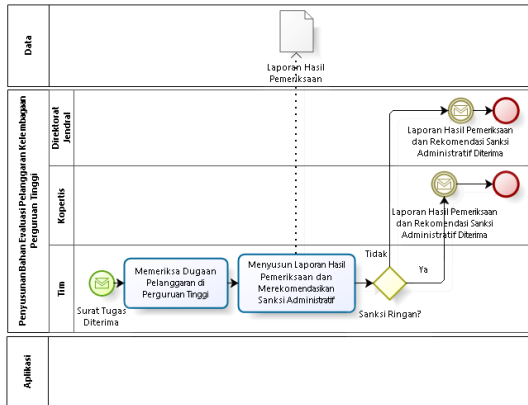 Data
Laporan Hasil
Pemeriksaan
Penyusunan Bahan Evaluasi Pelanggaran Kelembagaan
Perguruan Tinggi
Direktorat
Jendral
Laporan Hasil Pemeriksaan
dan Rekomendasi Sanksi
Administratif Diterima
Kopertis
Laporan Hasil Pemeriksaan
dan Rekomendasi Sanksi
Administratif Diterima
Tim
Surat Tugas
Diterima
Memeriksa Dugaan
Pelanggaran di
Perguruan Tinggi
Menyusun Laporan Hasil
Pemeriksaan dan
Merekomendasikan
Sanksi Administratif
Tidak
Ya
Sanksi Ringan?
Aplikasi